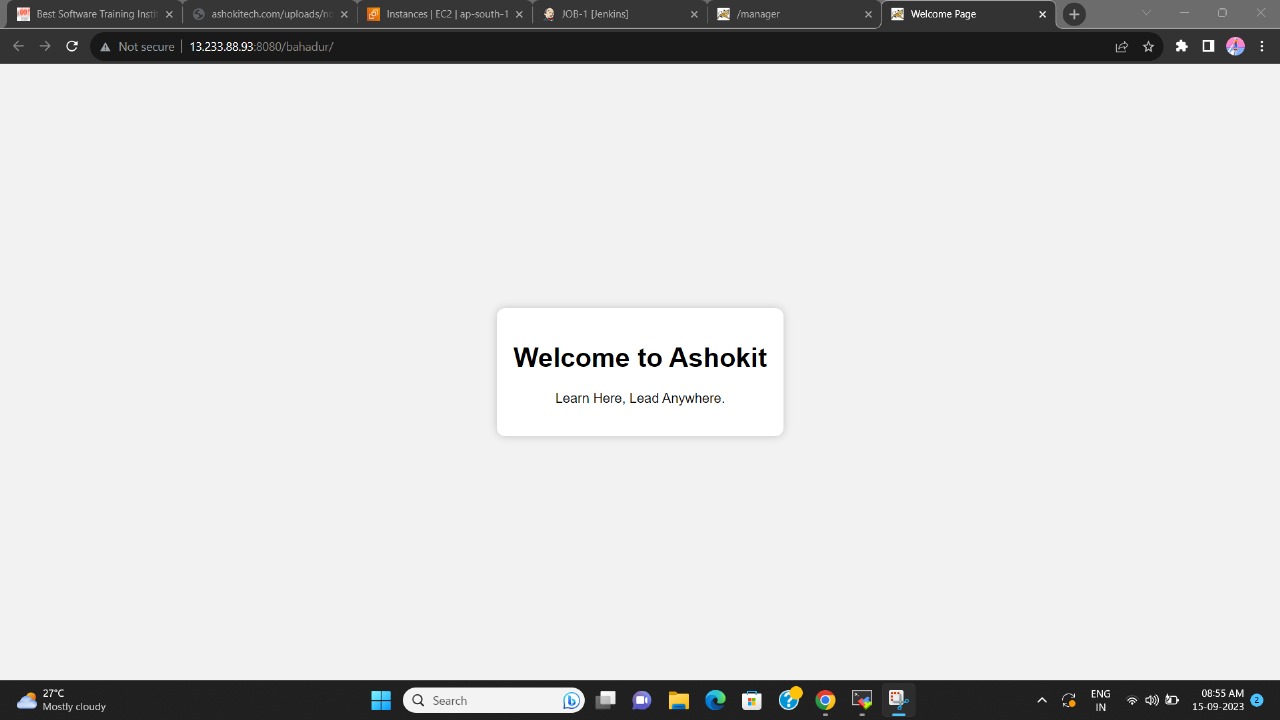 Best Software Training Insti
ashokitech.com/uploads/no
Instances | EC2 | ap-south-1
JOB-1 [Jenkins]
/manager
Welcome Page
Not secure
13.233.88.93:8080/bahadur/
Welcome to Ashokit
Learn Here, Lead Anywhere.
27°C
Mostly cloudy
Search
ENG
IN
08:55 AM
15-09-2023
2